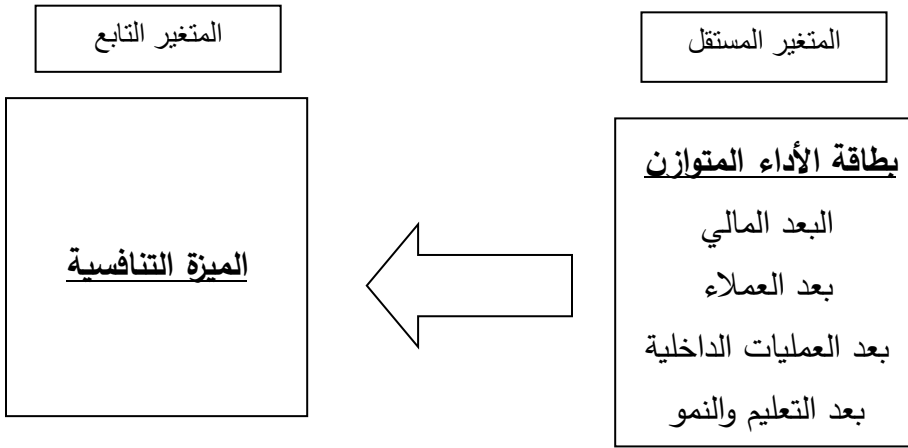 المتغير المستقل
المتغير التابع
بطاقة الأداء المتوازن
البعد المالي
بعد العملاء
بعد العمليات الداخلية
بعد التعليم والنمو
الميزة التنافسية